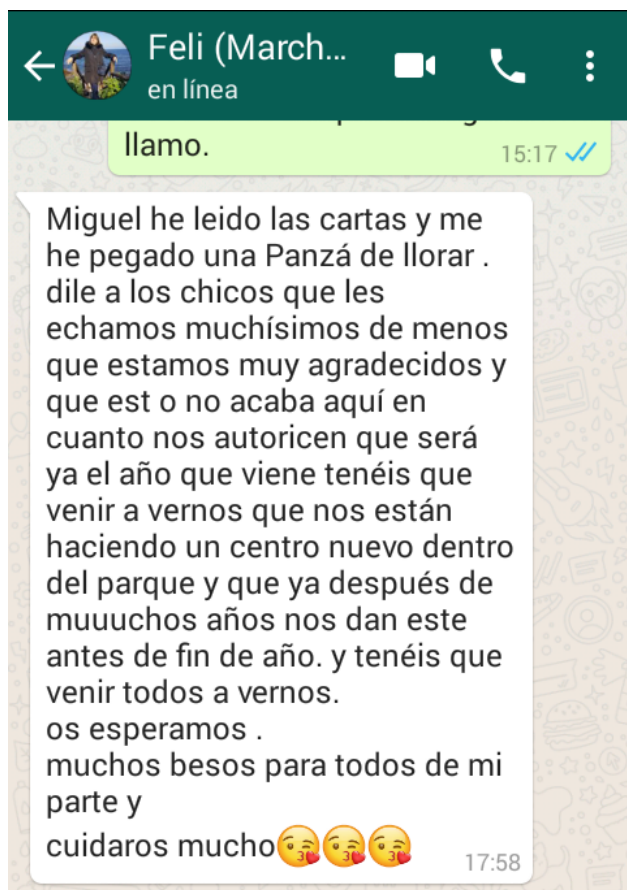 Feli (March...
en línea
llamo.
15:17
Miguel he leido las cartas y me
he pegado una Panzá de llorar .
dile a los chicos que les
echamos muchísimos de menos
que estamos muy agradecidos y
que est o no acaba aquí en
cuanto nos autoricen que será
ya el año que viene tenéis que
venir a vernos que nos están
haciendo un centro nuevo dentro
del parque y que ya después de
muuuchos años nos dan este
antes de fin de año. y tenéis que
venir todos a vernos.
os esperamos .
muchos besos para todos de mi
parte y
cuidaros mucho😘😘😘
17:58